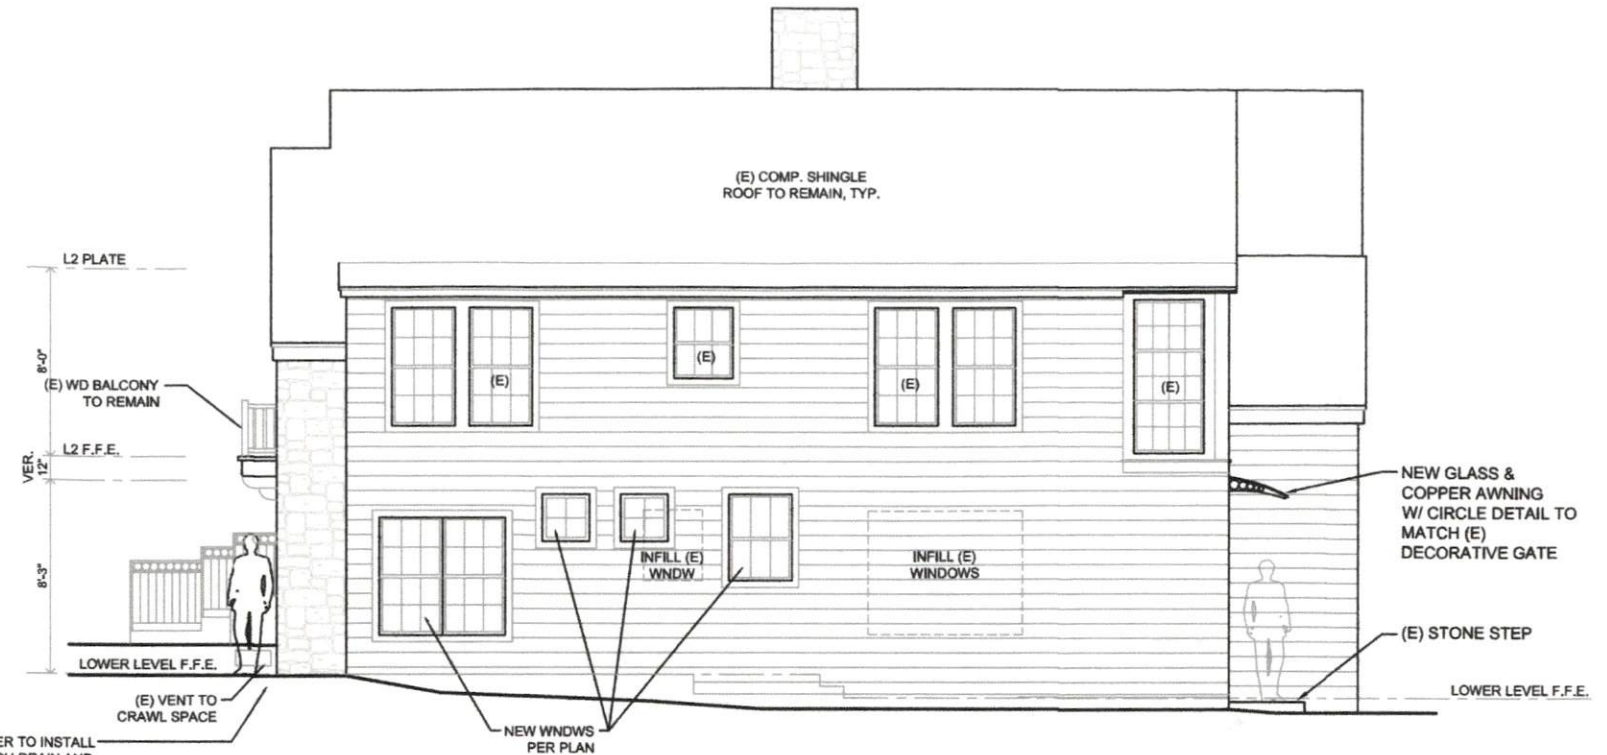 (E) COMP. SHINGLE
ROOF TO REMAIN, TYP.
L2 PLATE
8'-0"
(E) WD BALCONY
TO REMAIN
L2 F.F.E.
VER.
12"
8'-3"
LOWER LEVEL F.F.E.
(E) VENT TO
CRAWL SPACE
ER TO INSTALL
(E)
(E)
(E)
(E)
INFILL (E)
WNDW
INFILL (E)
WINDOWS
NEW WNDWS
PER PLAN
NEW GLASS &
COPPER AWNING
W/ CIRCLE DETAIL TO
MATCH (E)
DECORATIVE GATE
(E) STONE STEP
LOWER LEVEL F.F.E.